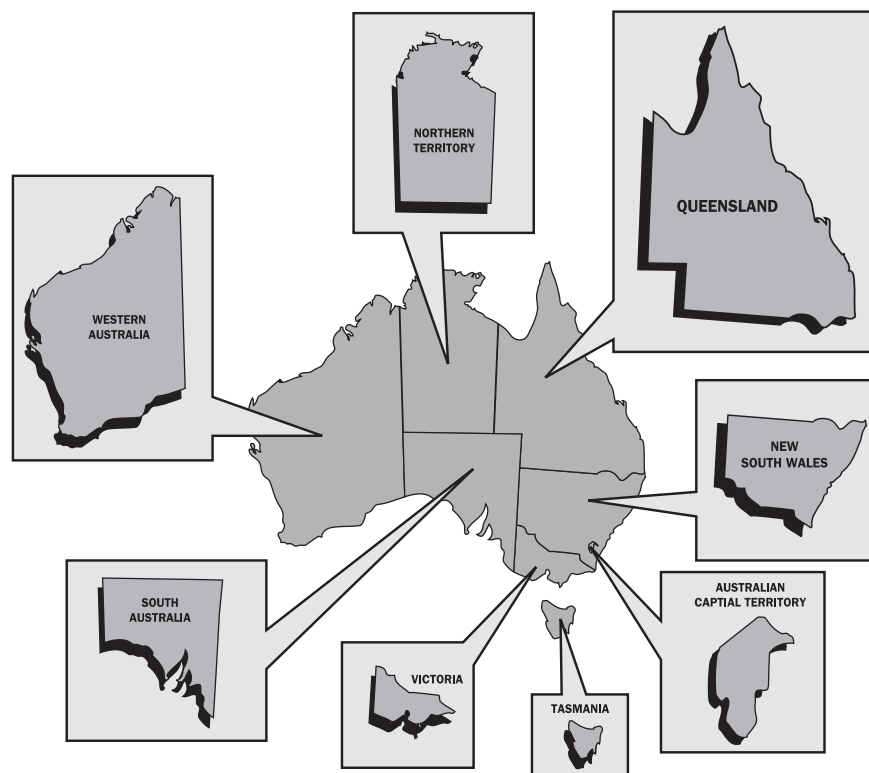 NORTHERN
TERRITORY
QUEENSLAND
WESTERN
AUSTRALIA
NEW
SOUTH WALES
SOUTH
AUSTRALIA
AUSTRALIAN
CAPTIAL TERRITORY
VICTORIA
TASMANIA